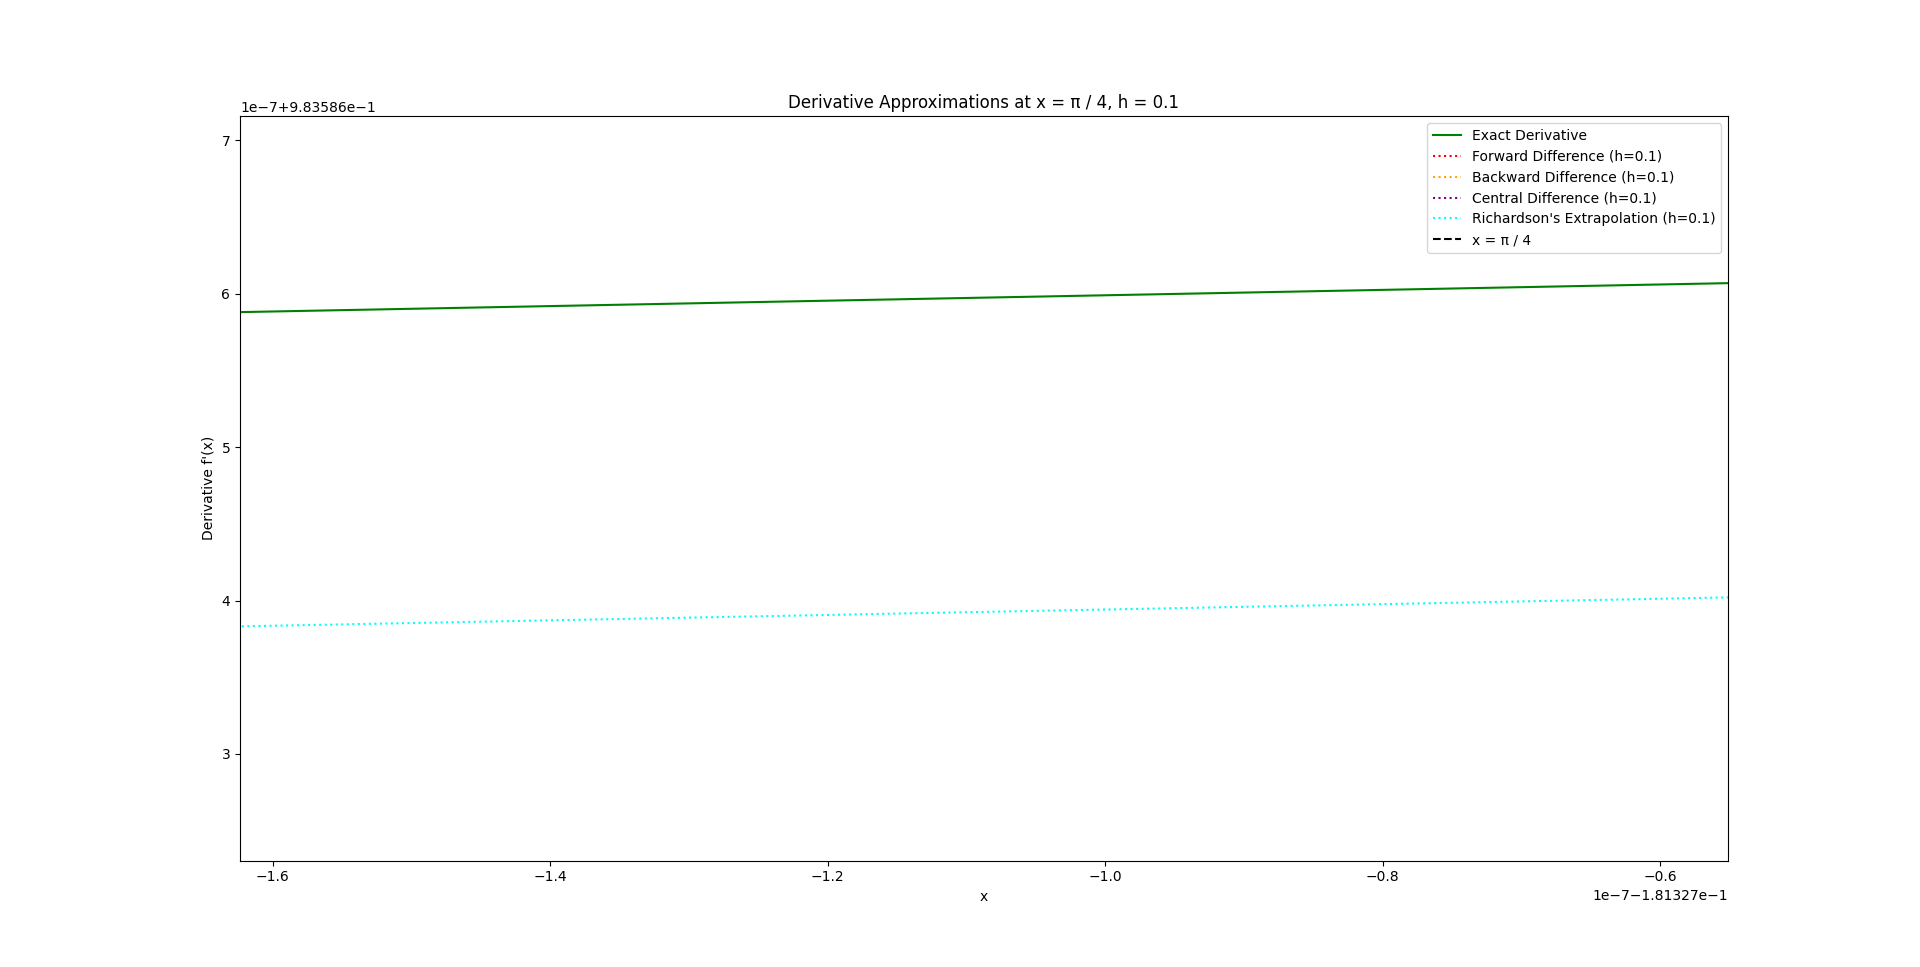 Derivative Approximations at x = π / 4, h = 0.1
1e−7+9.83586e−1
7
6
5
4
3
Derivative f'(x)
Exact Derivative
Forward Difference (h=0.1)
Backward Difference (h=0.1)
Central Difference (h=0.1)
Richardson's Extrapolation (h=0.1)
x = π / 4
−1.6 −1.4 −1.2 −1.0 −0.8 −0.6
x
1e−7−1.81327e−1